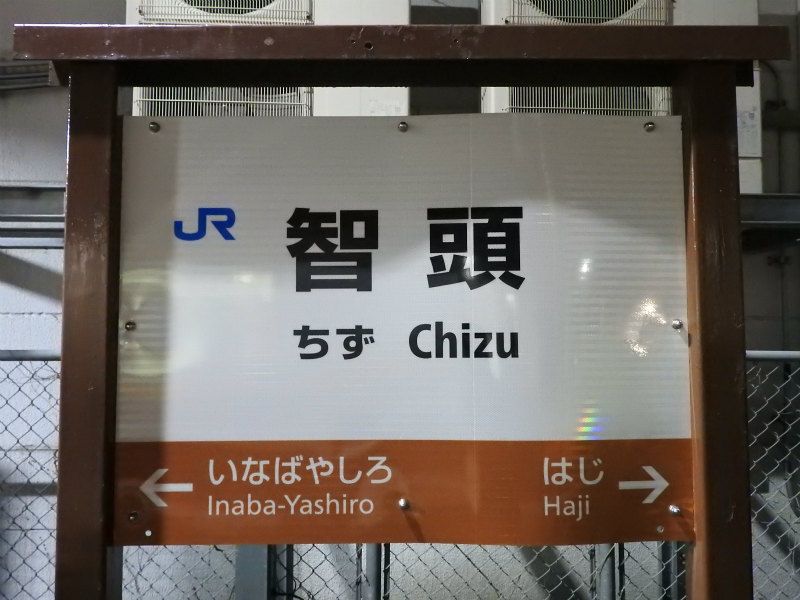 JR 智頭
ちず Chizu
← いなばやしろ はじ →
Inaba-Yashiro Haji